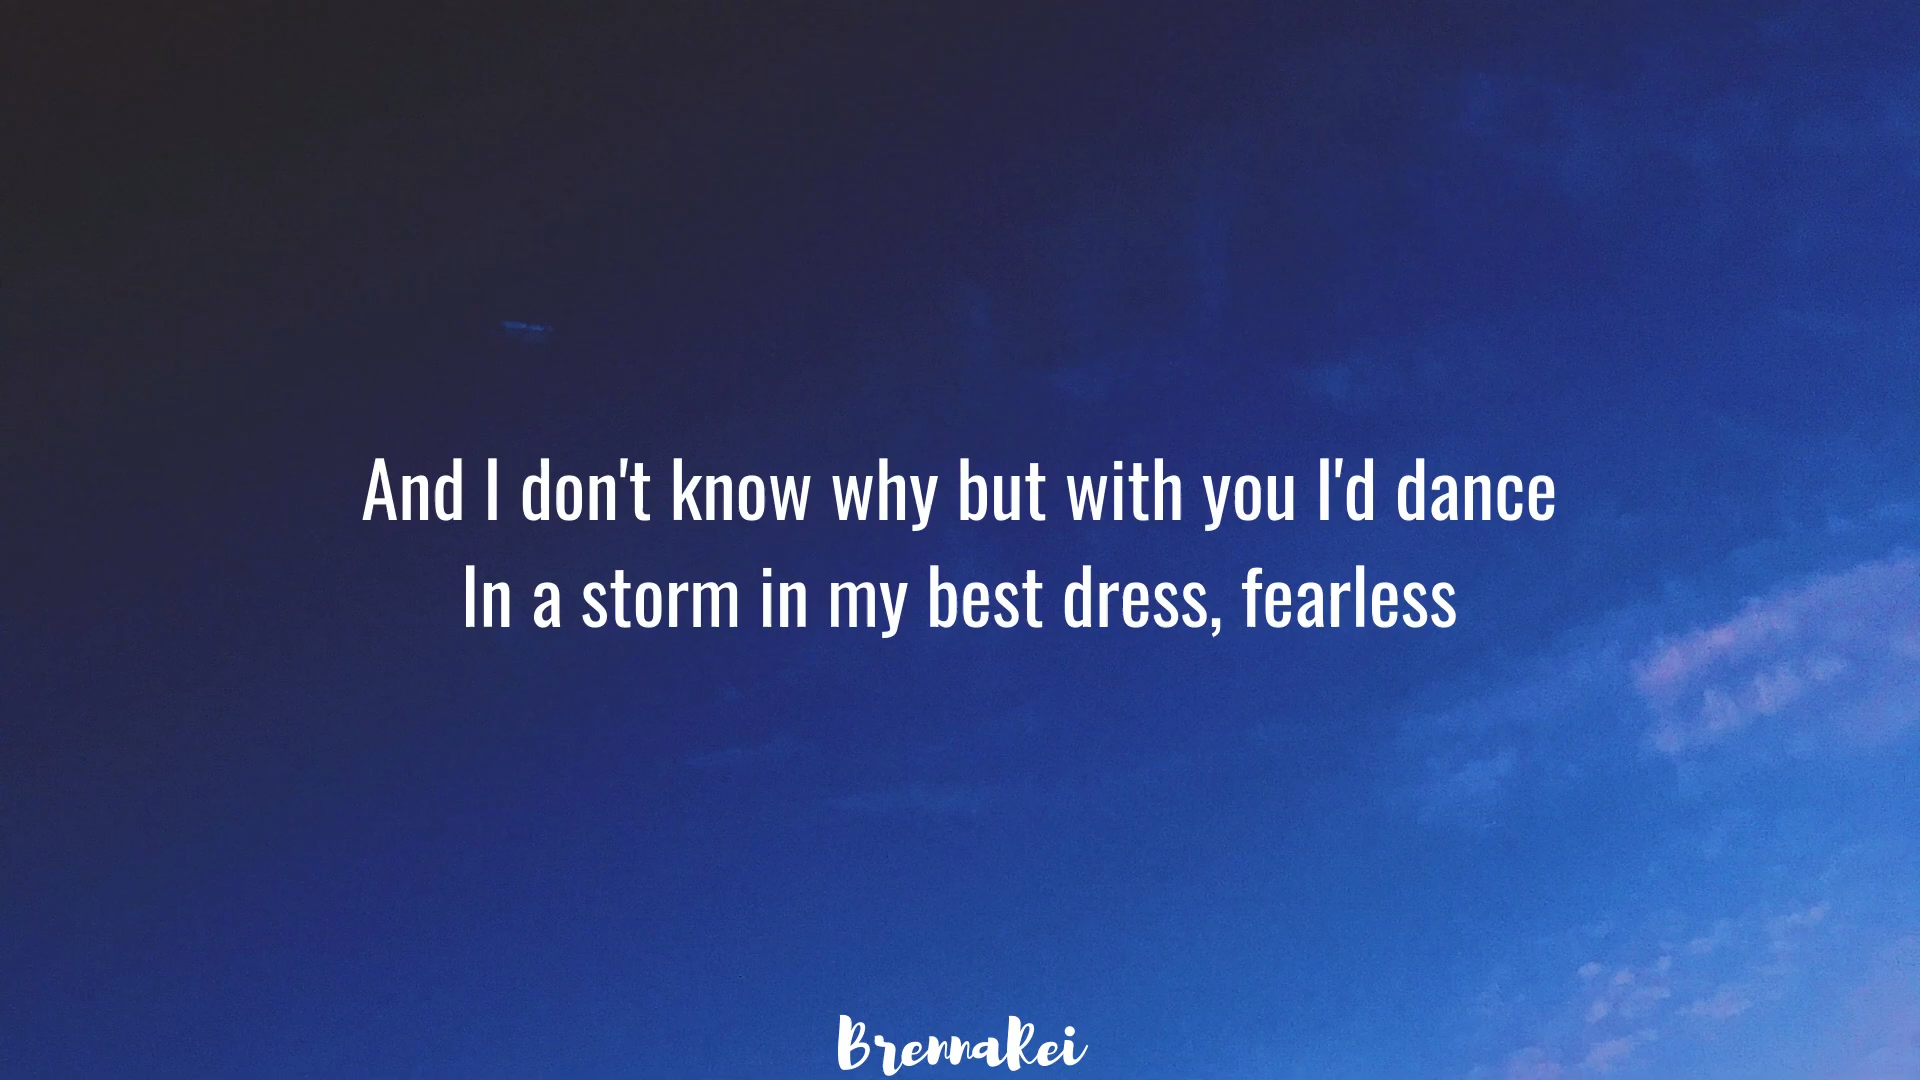 And I don't know why but with you I'd dance
In a storm in my best dress, fearless
BrennaRei